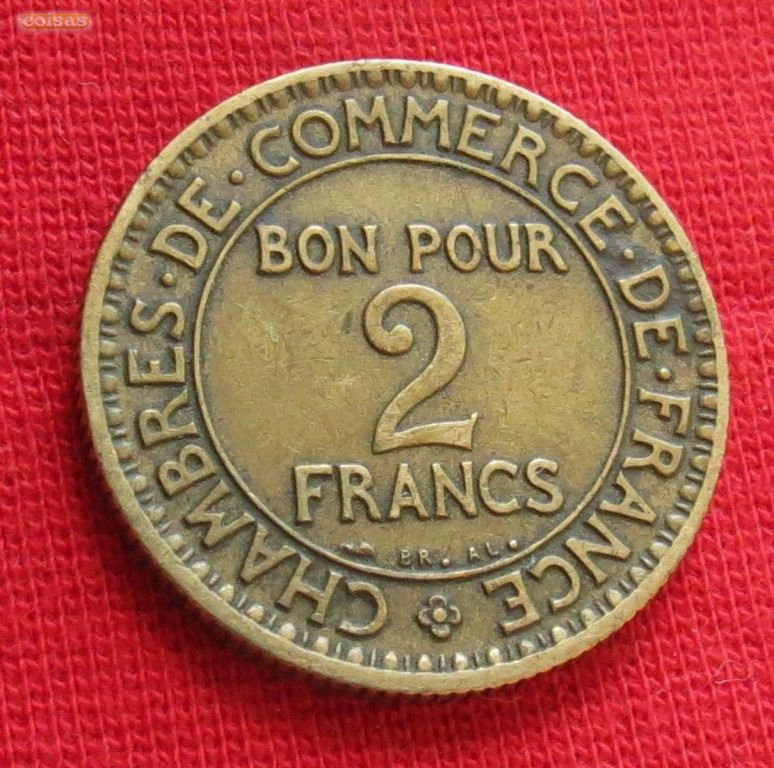 coisas
CHAMBRES · DE · COMMERCE · DE · FRANCE
BON POUR
2
FRANCS
BR. AL.